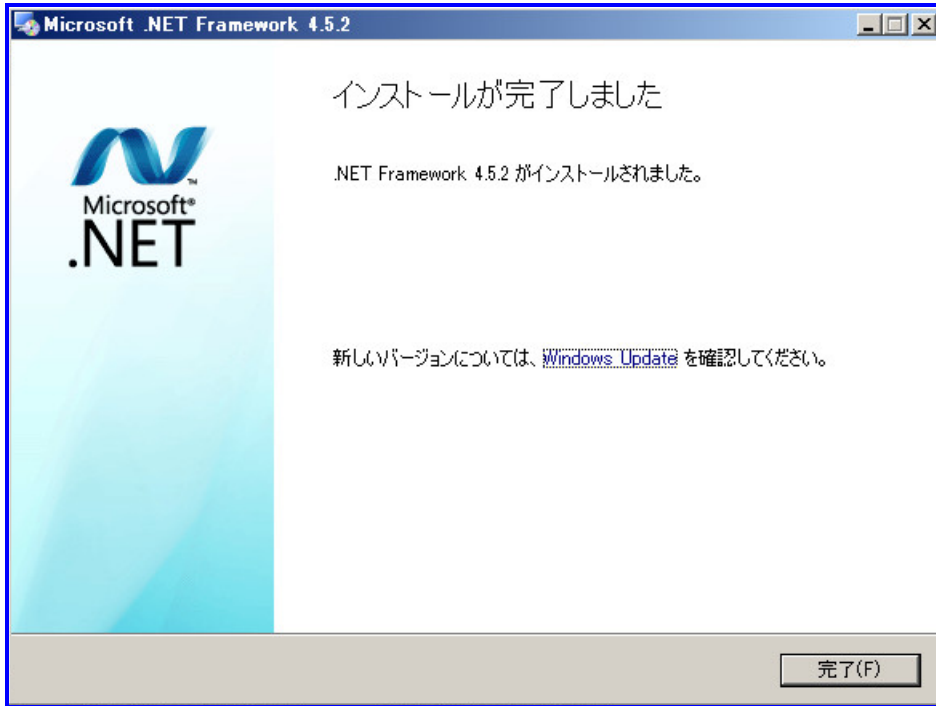 Microsoft .NET Framework 4.5.2
インストールが完了しました
.NET Framework 4.5.2 がインストールされました。
Microsoft®
.NET
™
新しいバージョンについては、Windows Update を確認してください。
完了(F)